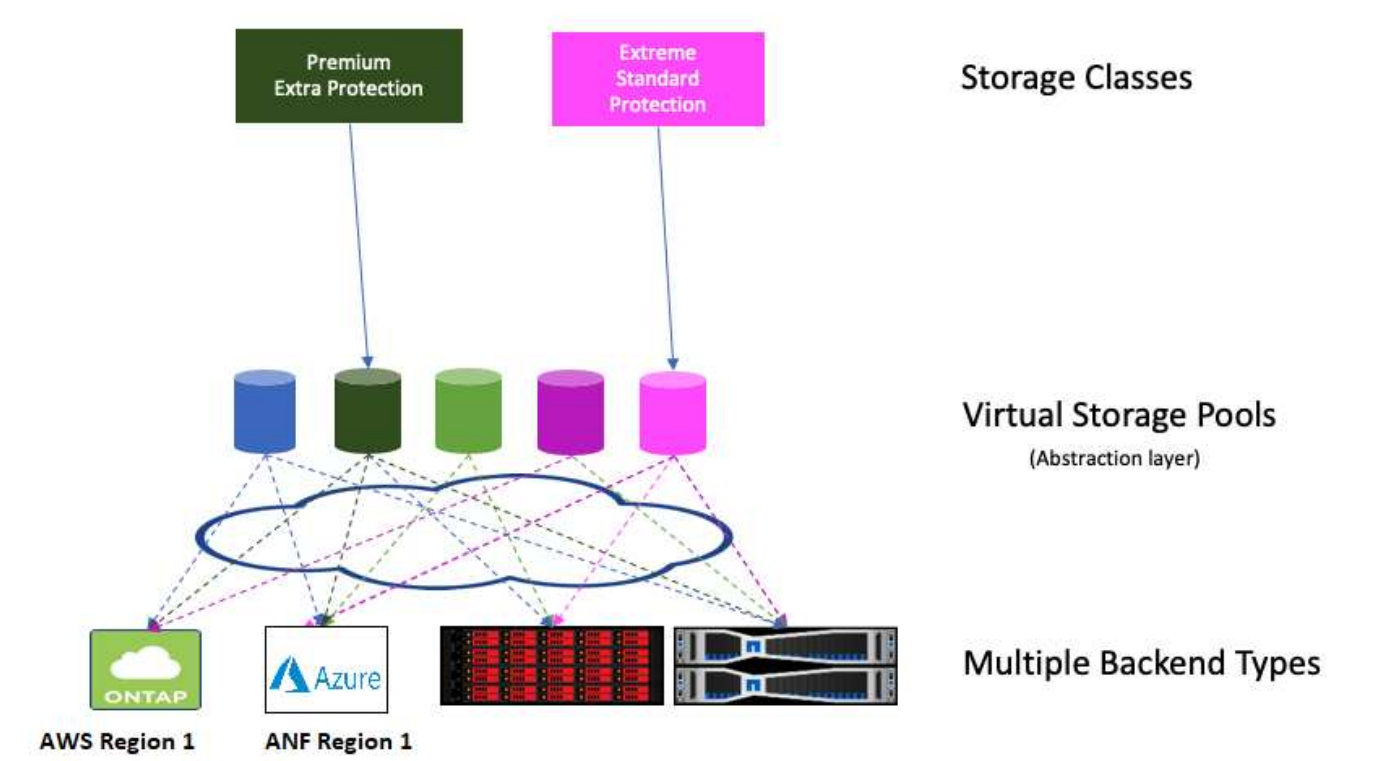 Premium
Extra Protection
Extreme
Standard
Protection
Storage Classes
Virtual Storage Pools
(Abstraction layer)
ONTAP
Azure
Multiple Backend Types
AWS Region 1
ANF Region 1